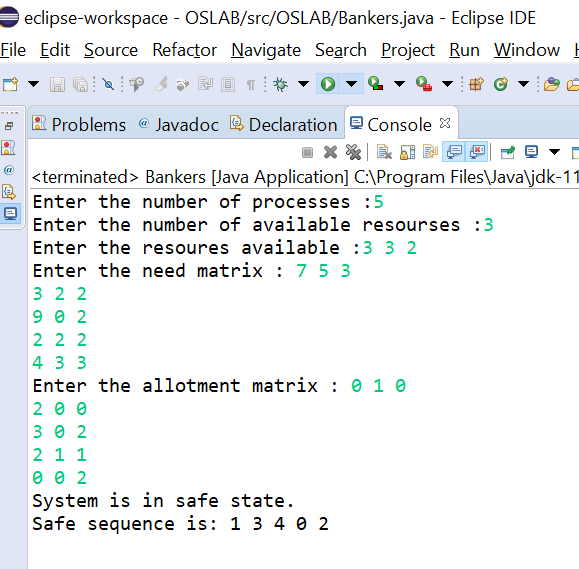 eclipse-workspace - OSLAB/src/OSLAB/Bankers.java - Eclipse IDE
File Edit Source Refactor Navigate Search Project Run Window
Problems @ Javadoc Declaration Console
<terminated> Bankers [Java Application] C:\Program Files\Java\jdk-11
Enter the number of processes :5
Enter the number of available resourses :3
Enter the resoures available :3 3 2
Enter the need matrix : 7 5 3
3 2 2
9 0 2
2 2 2
4 3 3
Enter the allotment matrix : 0 1 0
2 0 0
3 0 2
2 1 1
0 0 2
System is in safe state.
Safe sequence is: 1 3 4 0 2